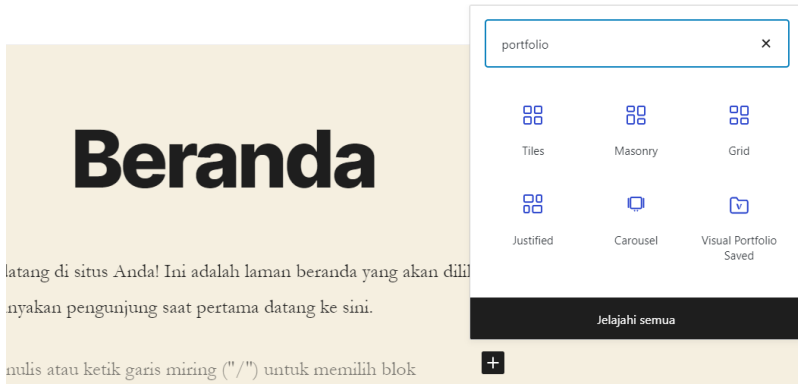 portfolio
Tiles
Masonry
Grid
Justified
Carousel
Visual Portfolio
Saved
Jelajahi semua
Beranda
datang di situs Anda! Ini adalah laman beranda yang akan
nyakan pengunjung saat pertama datang ke sini.
nulis atau ketik garis miring ("/") untuk memilih blok